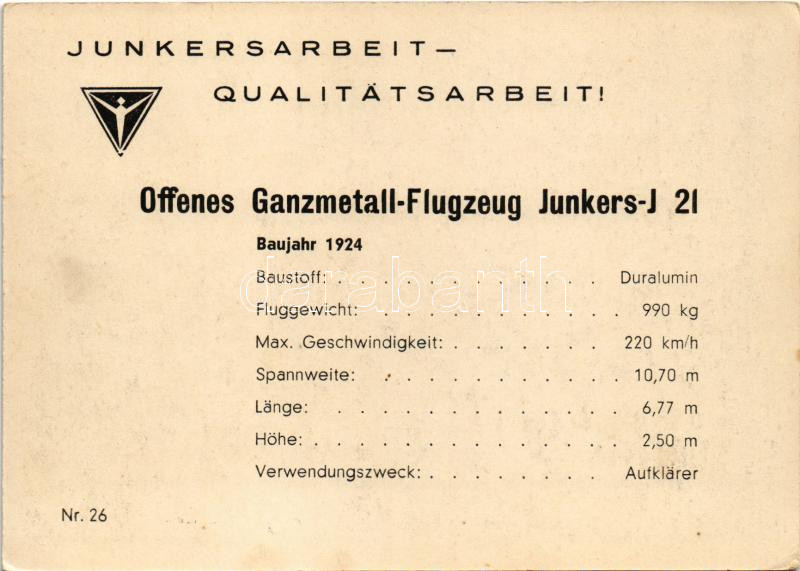 JUNKERSARBEIT —
QUALITÄTSARBEIT!
Offenes Ganzmetall-Flugzeug Junkers-J 21
Baujahr 1924
Baustoff: . . . . . . . . . . . . Duralumin
Fluggewicht: . . . . . . . . . . . 990 kg
Max. Geschwindigkeit: . . . . . . . 220 km/h
Spannweite: . . . . . . . . . . . 10,70 m
Länge: . . . . . . . . . . . . . 6,77 m
Höhe: . . . . . . . . . . . . . . 2,50 m
Verwendungszweck: . . . . . . . . Aufklärer
Nr. 26
darabanth